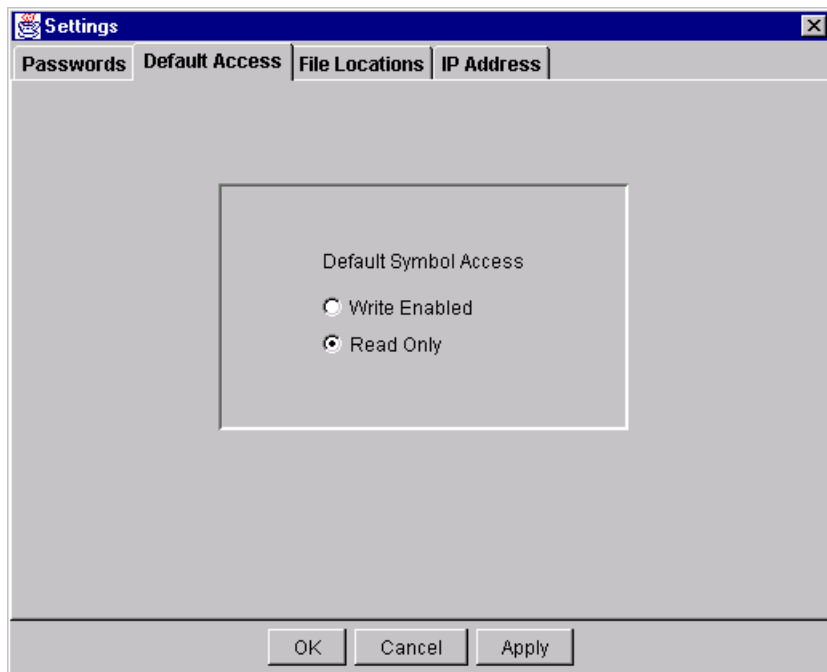 Settings
Passwords Default Access File Locations IP Address
Default Symbol Access
Write Enabled
Read Only
OK Cancel Apply